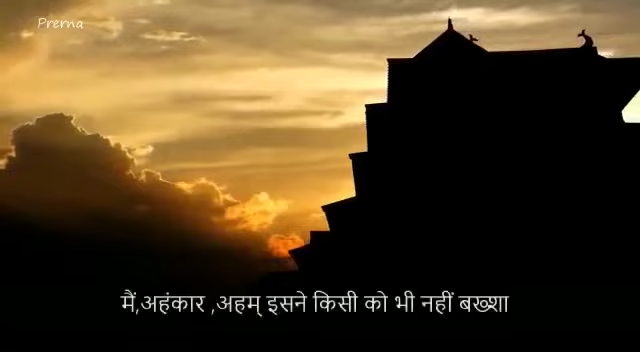 Prerna
मैं,अहंकार ,अहम् इसने किसी को भी नहीं बख्शा